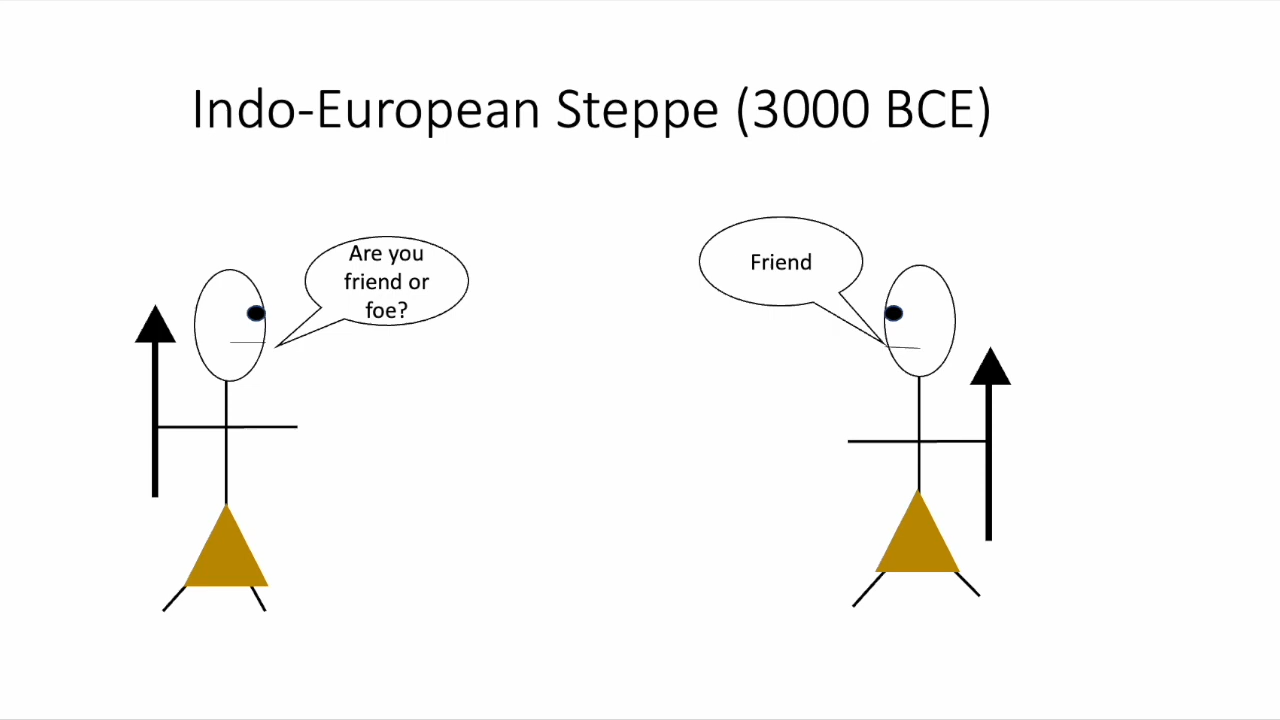 Indo-European Steppe (3000 BCE)
Are you
friend or
foe?
Friend